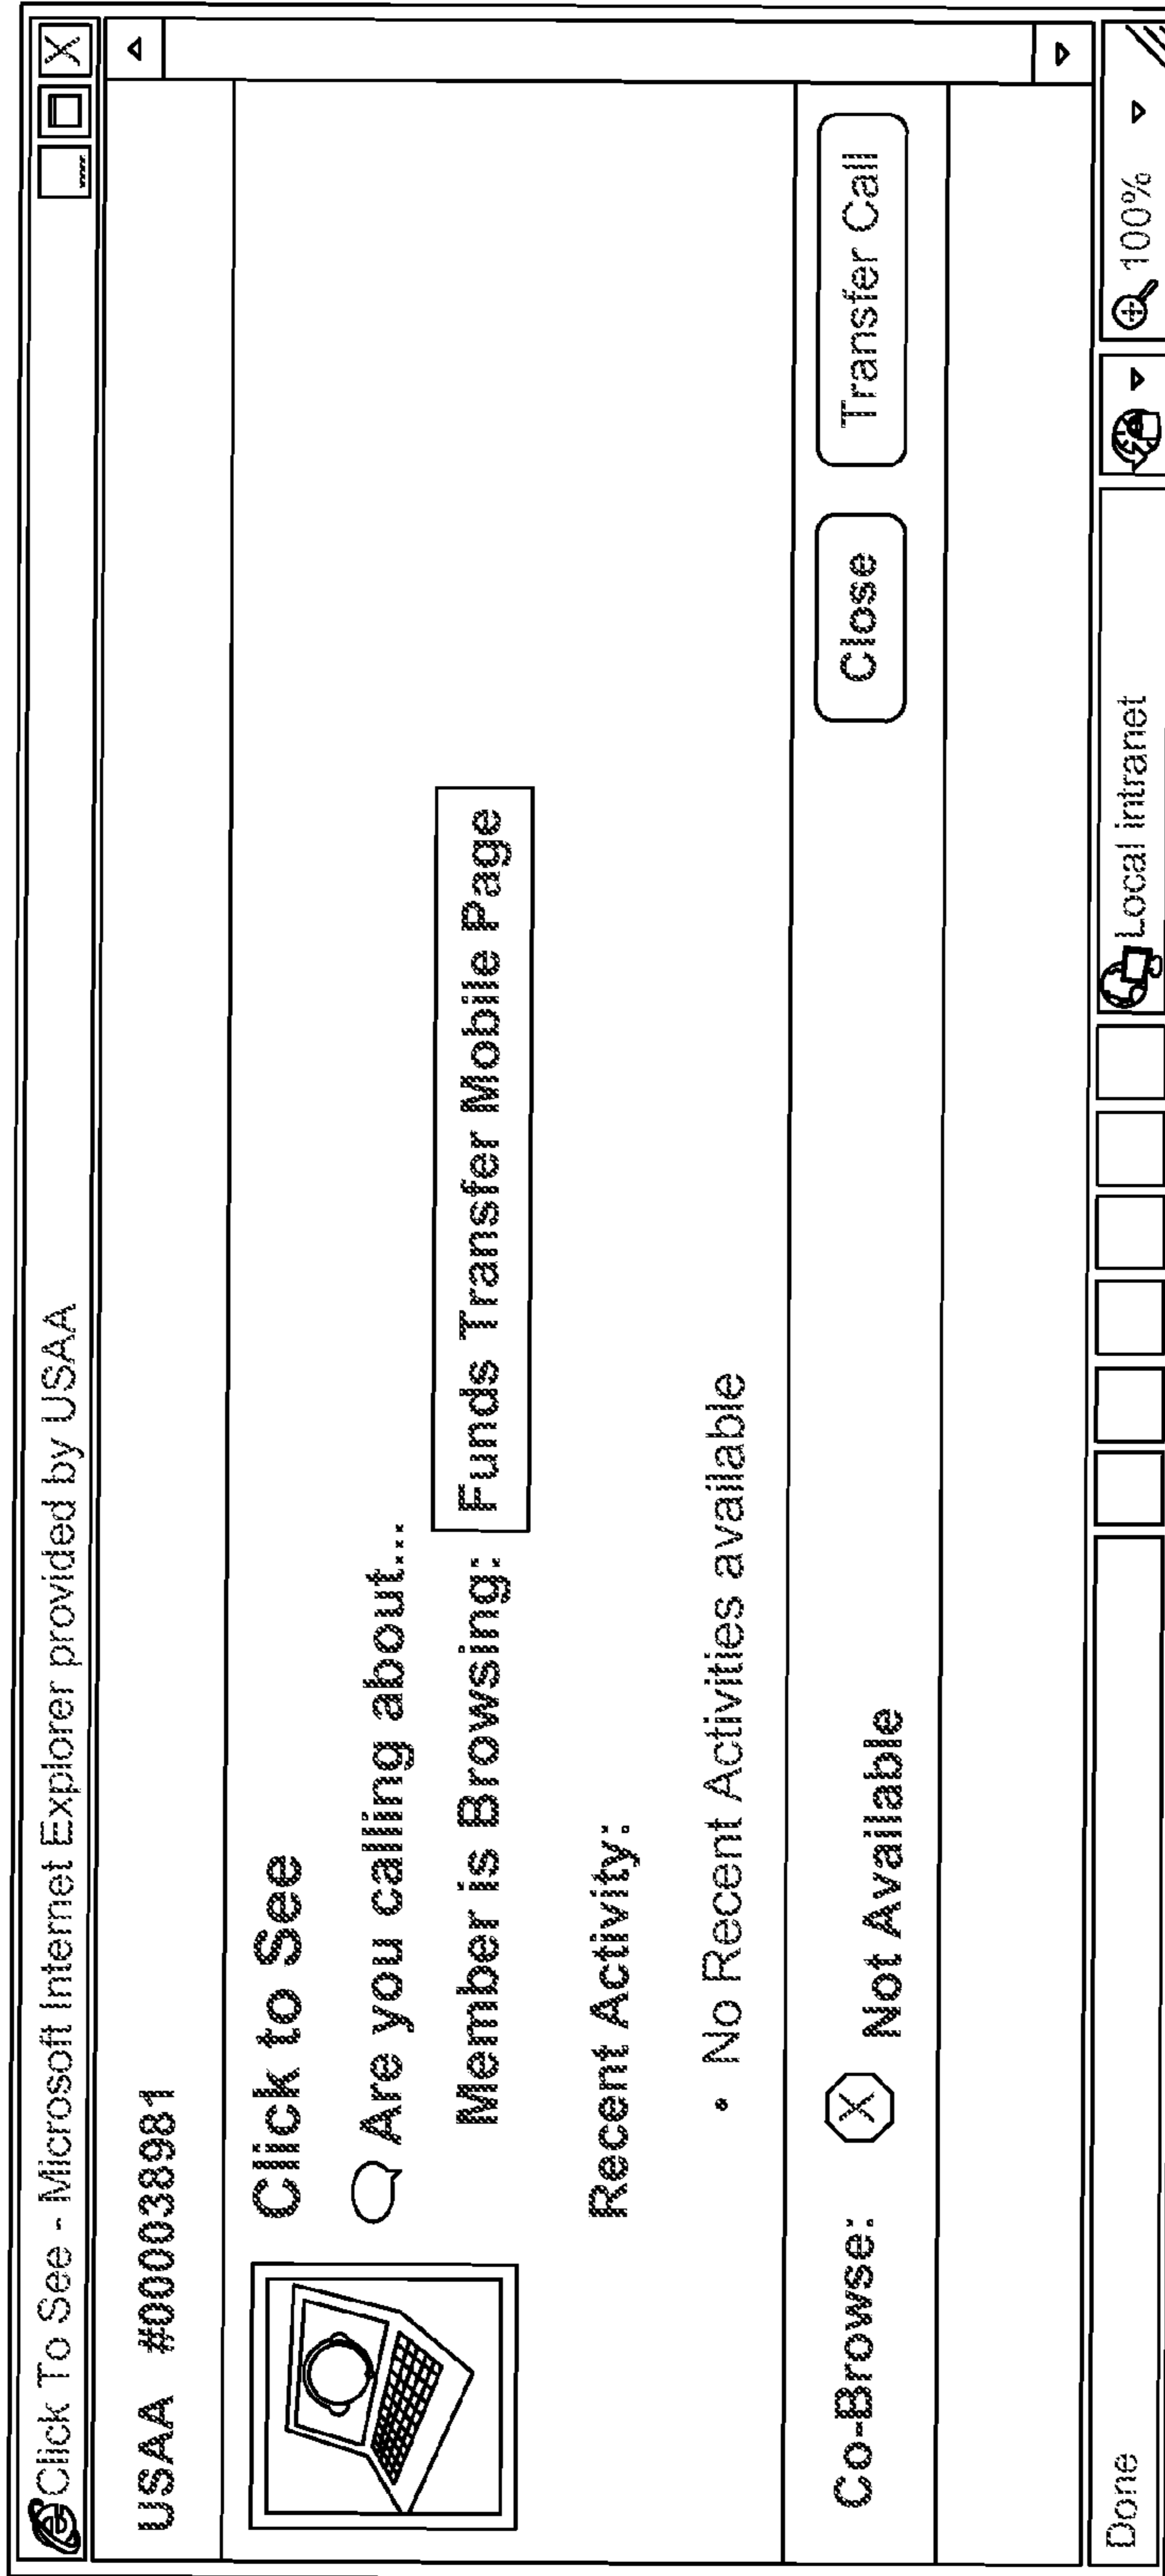 Click To See - Microsoft Internet Explorer provided by USAA
USAA #000038981
Click to See
Are you calling about...
Member is Browsing: Funds Transfer Mobile Page
Recent Activity:
• No Recent Activities available
Co-Browse: X Not Available
Close Transfer Call
Done Local intranet 100%